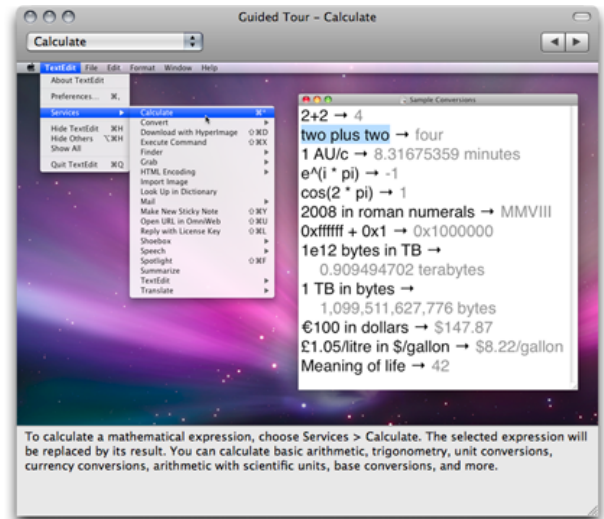 Guided Tour – Calculate
Calculate
TextEdit File Edit Format Window Help
About TextEdit
Preferences... ⌘,
Services
Hide TextEdit ⌘H
Hide Others ⌥⌘H
Show All
Quit TextEdit ⌘Q
Calculate
Convert
Download with HyperImage ⇧⌘D
Execute Command ⇧⌘X
Finder
Grab
HTML Encoding
Import Image
Look Up in Dictionary
Mail
Make New Sticky Note ⇧⌘Y
Open URL in OmniWeb ⇧⌘U
Reply with License Key ⇧⌘L
Shoebox
Speech
Spotlight ⇧⌘F
Summarize
TextEdit
Translate
Sample Conversions
2+2 → 4
two plus two → four
1 AU/c → 8.31675359 minutes
e^(i * pi) → -1
cos(2 * pi) → 1
2008 in roman numerals → MMVIII
0xffffff + 0x1 → 0x1000000
1e12 bytes in TB →
0.909494702 terabytes
1 TB in bytes →
1,099,511,627,776 bytes
€100 in dollars → $147.87
£1.05/litre in $/gallon → $8.22/gallon
Meaning of life → 42
To calculate a mathematical expression, choose Services > Calculate. The selected expression will
be replaced by its result. You can calculate basic arithmetic, trigonometry, unit conversions,
currency conversions, arithmetic with scientific units, base conversions, and more.